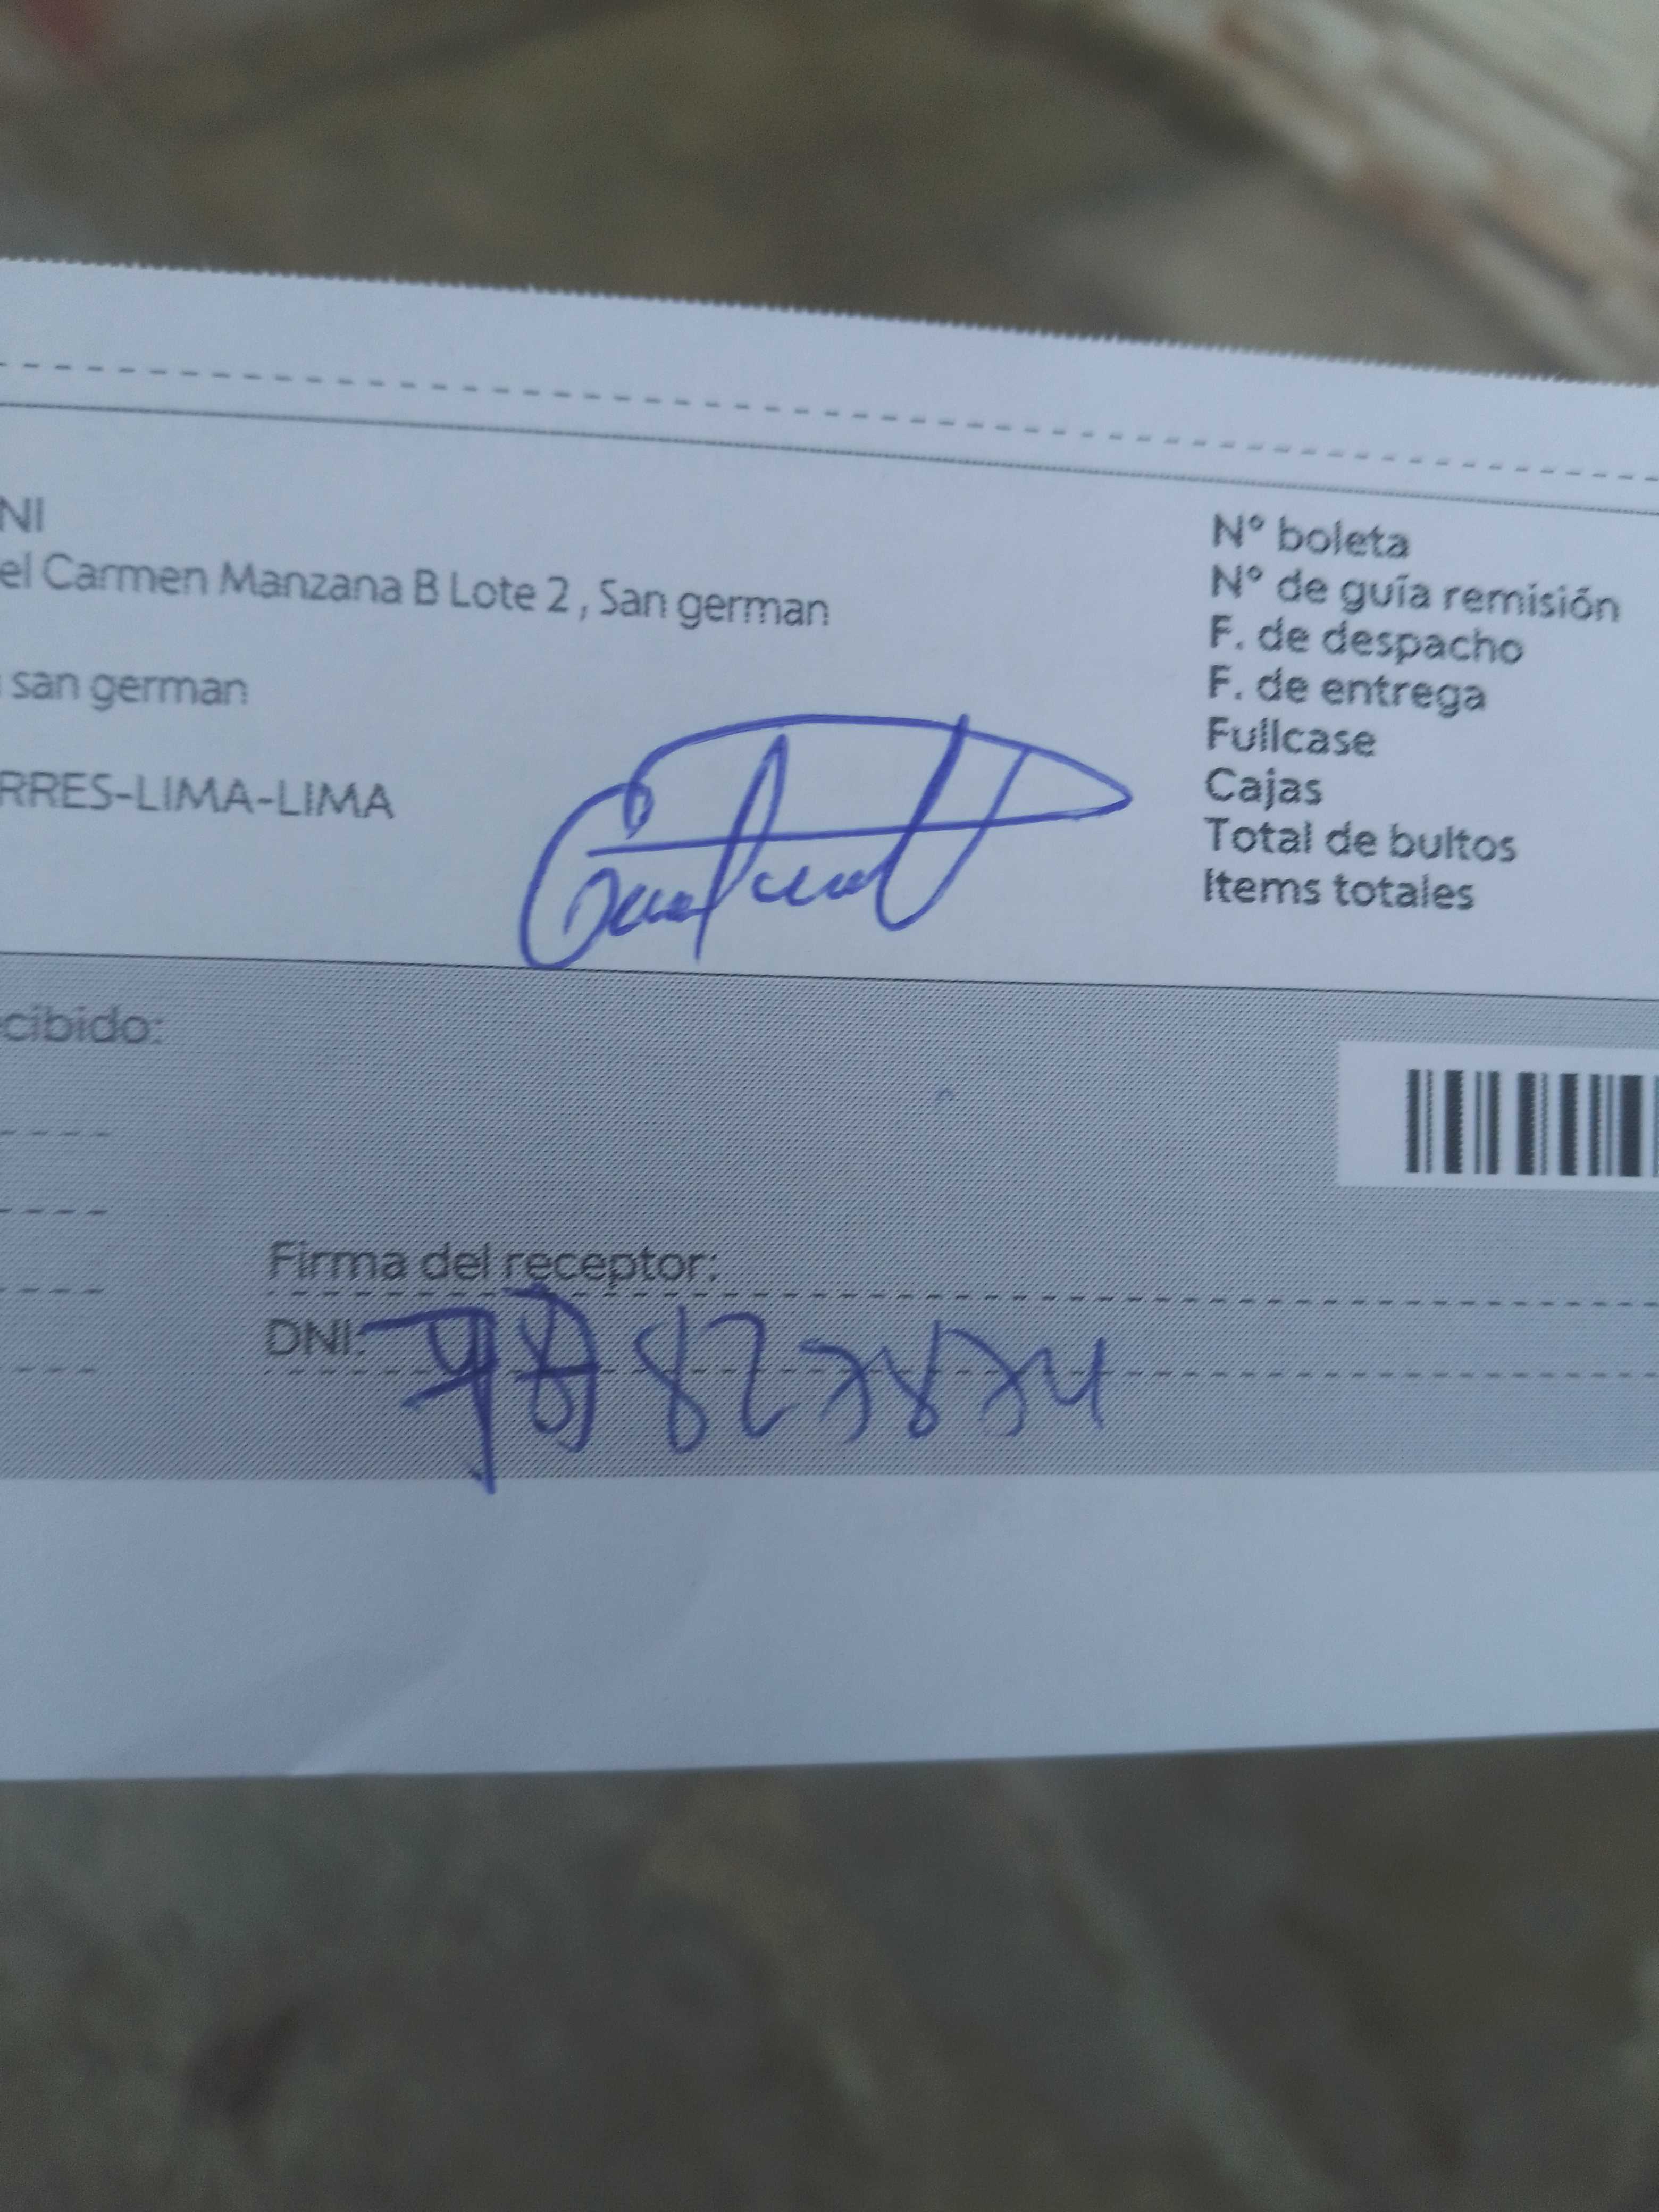 NI
el Carmen Manzana B Lote 2 , San german
san german
RRES-LIMA-LIMA
N° boleta
N° de guía remisión
F. de despacho
F. de entrega
Fullcase
Cajas
Total de bultos
Items totales
cibido:
Firma del receptor:
DNI: